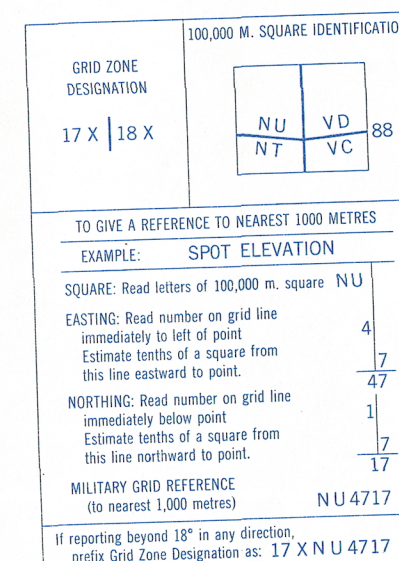 100,000 M. SQUARE IDENTIFICATIO
GRID ZONE
DESIGNATION
17 X | 18 X
NU VD
88
NT VC
TO GIVE A REFERENCE TO NEAREST 1000 METRES
EXAMPLE: SPOT ELEVATION
SQUARE: Read letters of 100,000 m. square NU
EASTING: Read number on grid line
immediately to left of point 4
Estimate tenths of a square from
this line eastward to point. 7
47
NORTHING: Read number on grid line
immediately below point 1
Estimate tenths of a square from
this line northward to point. 7
17
MILITARY GRID REFERENCE
(to nearest 1,000 metres) NU4717
If reporting beyond 18° in any direction,
prefix Grid Zone Designation as: 17 X N U 4717